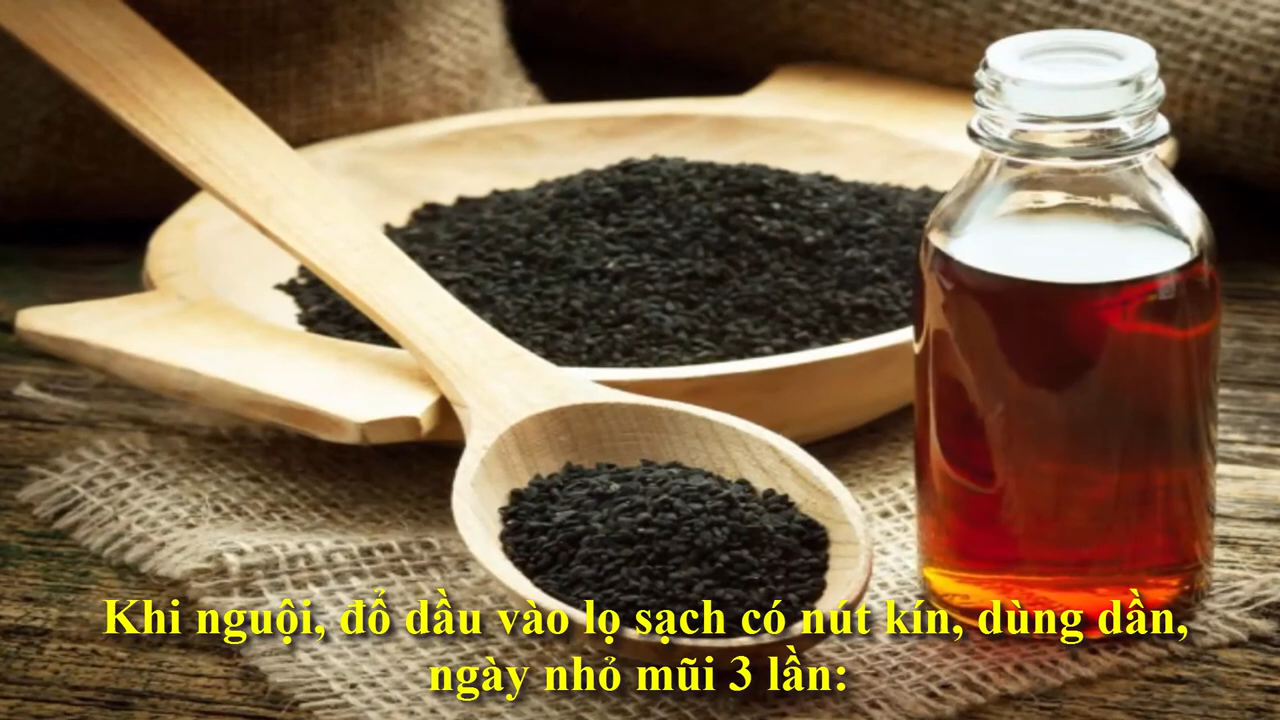 Khi nguội, đổ dầu vào lọ sạch có nút kín, dùng dần,
ngày nhỏ mũi 3 lần: